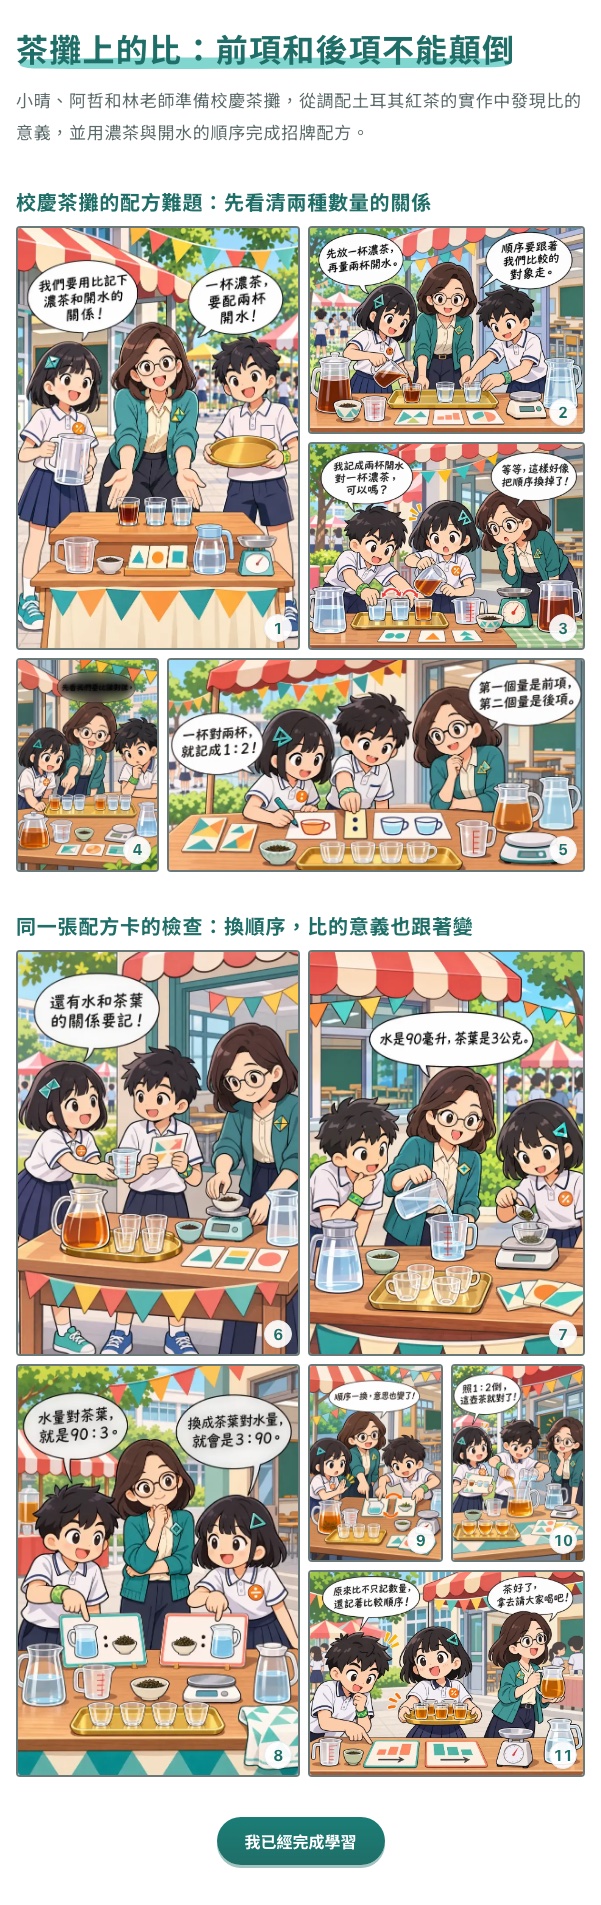 茶攤上的比：前項和後項不能顛倒
小晴、阿哲和林老師準備校慶茶攤，從調配土耳其紅茶的實作中發現比的
意義，並用濃茶與開水的順序完成招牌配方。
校慶茶攤的配方難題：先看清兩種數量的關係
我們要用比記下
濃茶和開水的
關係！
一杯濃茶，
要配兩杯
開水！
1
先放一杯濃茶，
再量兩杯開水。
順序要跟著
我們比較的
對象走。
2
我記成兩杯開水
對一杯濃茶，
可以嗎？
等等，這樣好像
把順序換掉了！
3
4
一杯對兩杯，
就記成1：2！
第一個量是前項，
第二個量是後項。
5
同一張配方卡的檢查：換順序，比的意義也跟著變
還有水和茶葉
的關係要記！
6
水是90毫升，茶葉是3公克。
7
水量對茶葉，
就是90：3。
換成茶葉對水量，
就會是3：90。
8
順序一換，意思也變了！
9
照1：2倒，
這壺茶就對了！
10
原來比不只記數量，
還記著比較順序！
茶好了，
拿去請大家喝吧！
11
我已經完成學習